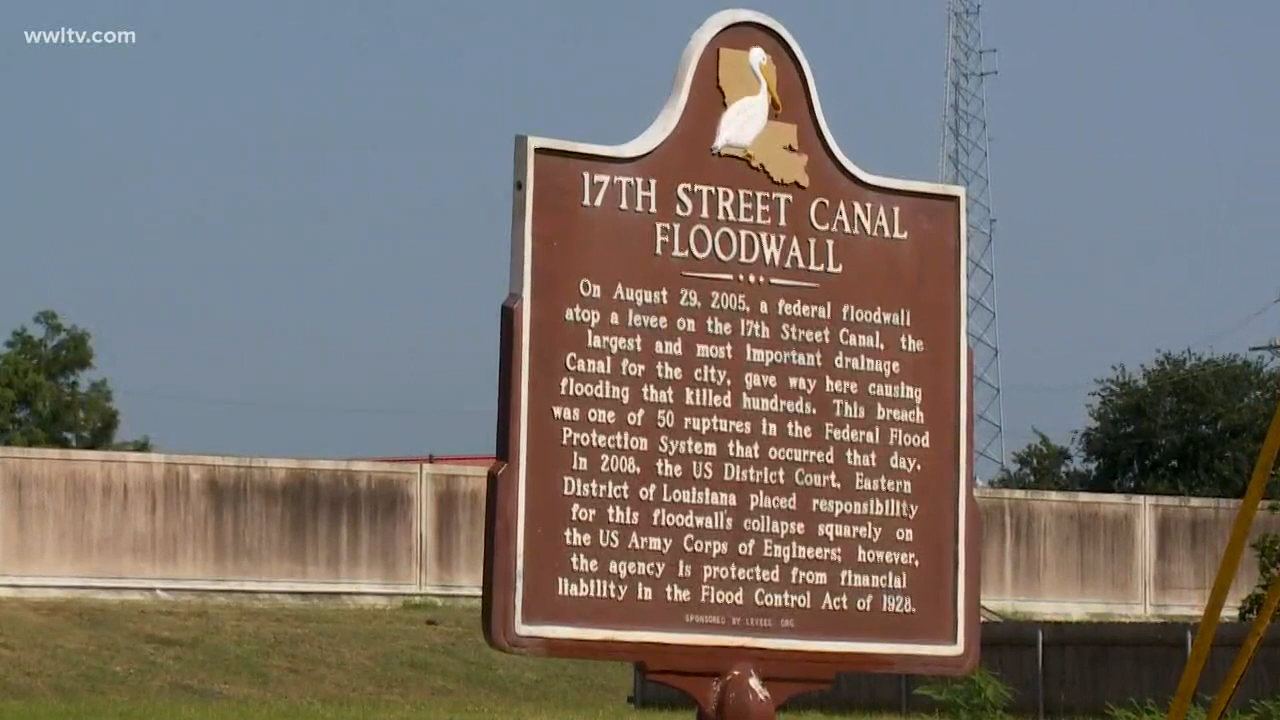 wwltv.com
17TH STREET CANAL
FLOODWALL
On August 29, 2005, a federal floodwall
atop a levee on the 17th Street Canal, the
largest and most important drainage
Canal for the city, gave way here causing
flooding that killed hundreds. This breach
was one of 50 ruptures in the Federal Flood
Protection System that occurred that day.
In 2008, the US District Court, Eastern
District of Louisiana placed responsibility
for this floodwall's collapse squarely on
the US Army Corps of Engineers; however,
the agency is protected from financial
liability in the Flood Control Act of 1928.
SPONSORED BY LEVEES.ORG